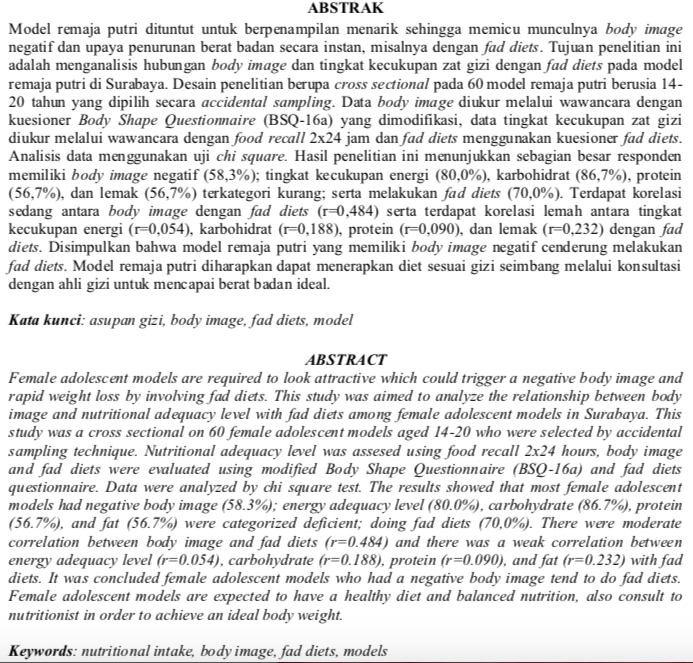 ABSTRAK
Model remaja putri dituntut untuk berpenampilan menarik sehingga memicu munculnya body image
negatif dan upaya penurunan berat badan secara instan, misalnya dengan fad diets. Tujuan penelitian ini
adalah menganalisis hubungan body image dan tingkat kecukupan zat gizi dengan fad diets pada model
remaja putri di Surabaya. Desain penelitian berupa cross sectional pada 60 model remaja putri berusia 14-
20 tahun yang dipilih secara accidental sampling. Data body image diukur melalui wawancara dengan
kuesioner Body Shape Questionnaire (BSQ-16a) yang dimodifikasi, data tingkat kecukupan zat gizi
diukur melalui wawancara dengan food recall 2x24 jam dan fad diets menggunakan kuesioner fad diets.
Analisis data menggunakan uji chi square. Hasil penelitian ini menunjukkan sebagian besar responden
memiliki body image negatif (58,3%); tingkat kecukupan energi (80,0%), karbohidrat (86,7%), protein
(56,7%), dan lemak (56,7%) terkategori kurang; serta melakukan fad diets (70,0%). Terdapat korelasi
sedang antara body image dengan fad diets (r=0,484) serta terdapat korelasi lemah antara tingkat
kecukupan energi (r=0,054), karbohidrat (r=0,188), protein (r=0,090), dan lemak (r=0,232) dengan fad
diets. Disimpulkan bahwa model remaja putri yang memiliki body image negatif cenderung melakukan
fad diets. Model remaja putri diharapkan dapat menerapkan diet sesuai gizi seimbang melalui konsultasi
dengan ahli gizi untuk mencapai berat badan ideal.
Kata kunci: asupan gizi, body image, fad diets, model
ABSTRACT
Female adolescent models are required to look attractive which could trigger a negative body image and
rapid weight loss by involving fad diets. This study was aimed to analyze the relationship between body
image and nutritional adequacy level with fad diets among female adolescent models in Surabaya. This
study was a cross sectional on 60 female adolescent models aged 14-20 who were selected by accidental
sampling technique. Nutritional adequacy level was assesed using food recall 2x24 hours, body image
and fad diets were evaluated using modified Body Shape Questionnaire (BSQ-16a) and fad diets
questionnaire. Data were analyzed by chi square test. The results showed that most female adolescent
models had negative body image (58.3%); energy adequacy level (80.0%), carbohydrate (86.7%), protein
(56.7%), and fat (56.7%) were categorized deficient; doing fad diets (70,0%). There were moderate
correlation between body image and fad diets (r=0.484) and there was a weak correlation between
energy adequacy level (r=0.054), carbohydrate (r=0.188), protein (r=0.090), and fat (r=0.232) with fad
diets. It was concluded female adolescent models who had a negative body image tend to do fad diets.
Female adolescent models are expected to have a healthy diet and balanced nutrition, also consult to
nutritionist in order to achieve an ideal body weight.
Keywords: nutritional intake, body image, fad diets, models